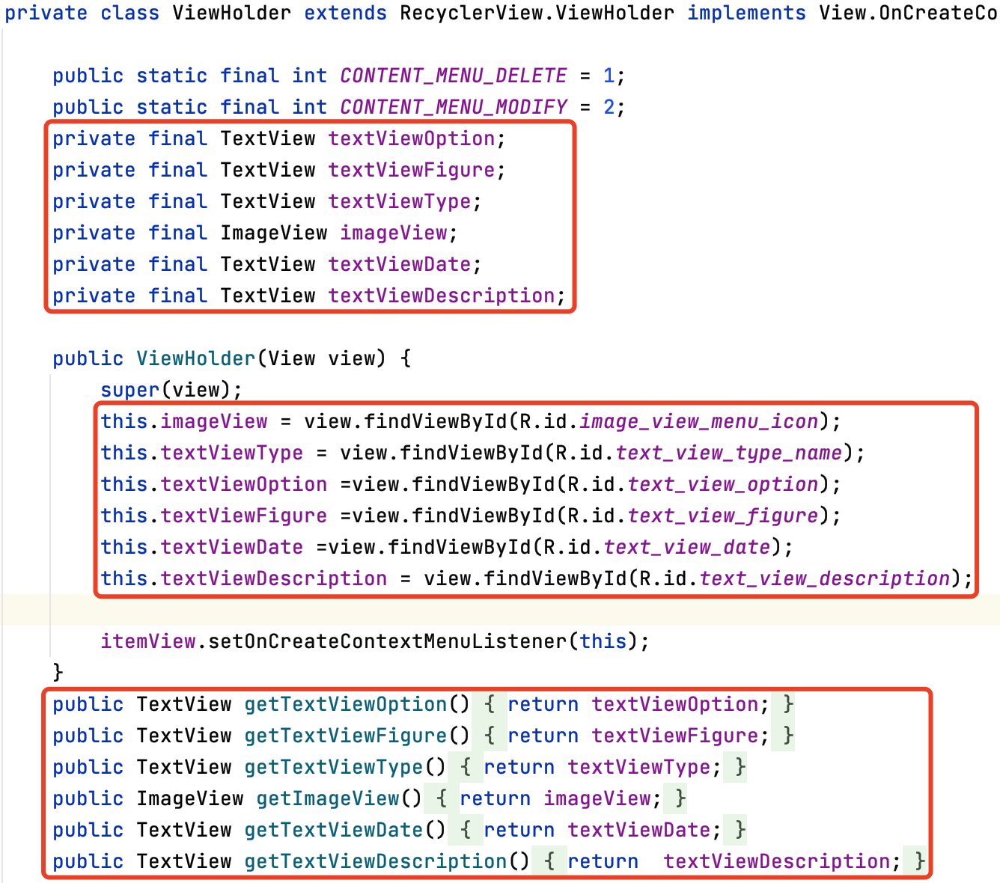 private class ViewHolder extends RecyclerView.ViewHolder implements View.OnCreateCo
public static final int CONTENT_MENU_DELETE = 1;
public static final int CONTENT_MENU_MODIFY = 2;
private final TextView textViewOption;
private final TextView textViewFigure;
private final TextView textViewType;
private final ImageView imageView;
private final TextView textViewDate;
private final TextView textViewDescription;
public ViewHolder(View view) {
super(view);
this.imageView = view.findViewById(R.id.image_view_menu_icon);
this.textViewType = view.findViewById(R.id.text_view_type_name);
this.textViewOption =view.findViewById(R.id.text_view_option);
this.textViewFigure =view.findViewById(R.id.text_view_figure);
this.textViewDate =view.findViewById(R.id.text_view_date);
this.textViewDescription = view.findViewById(R.id.text_view_description);
itemView.setOnCreateContextMenuListener(this);
}
public TextView getTextViewOption() { return textViewOption; }
public TextView getTextViewFigure() { return textViewFigure; }
public TextView getTextViewType() { return textViewType; }
public ImageView getImageView() { return imageView; }
public TextView getTextViewDate() { return textViewDate; }
public TextView getTextViewDescription() { return  textViewDescription; }